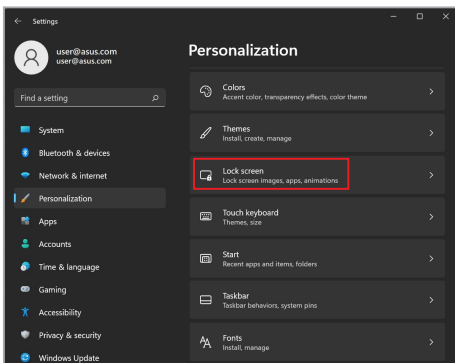 Settings
user@asus.com
user@asus.com
Find a setting
System
Bluetooth & devices
Network & internet
Personalization
Apps
Accounts
Time & language
Gaming
Accessibility
Privacy & security
Windows Update
Personalization
Colors
Accent color, transparency effects, color theme
Themes
Install, create, manage
Lock screen
Lock screen images, apps, animations
Touch keyboard
Themes, size
Start
Recent apps and items, folders
Taskbar
Taskbar behaviors, system pins
Fonts
Install, manage